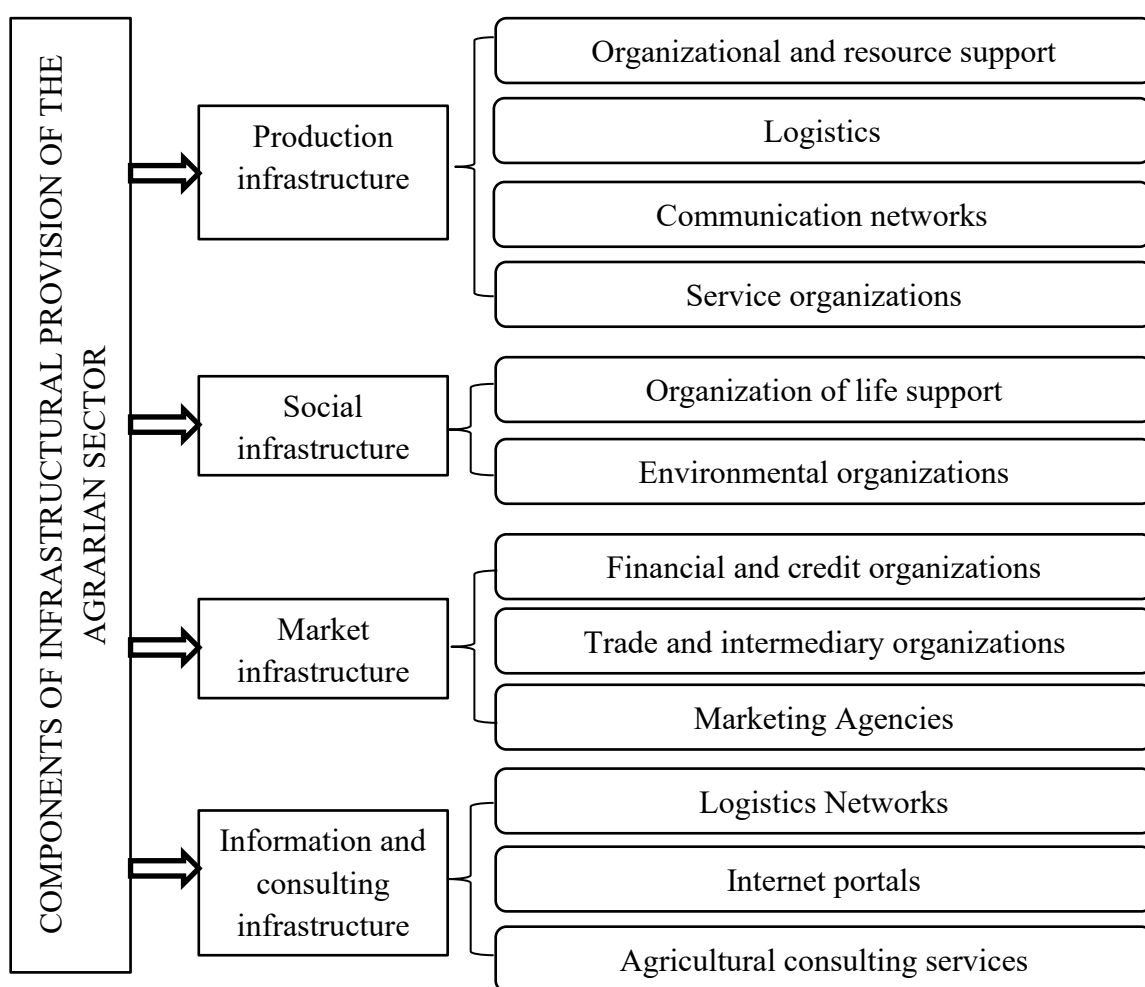 COMPONENTS OF INFRASTRUCTURAL PROVISION OF THE
AGRARIAN SECTOR
Production
infrastructure
Organizational and resource support
Logistics
Communication networks
Service organizations
Social
infrastructure
Organization of life support
Environmental organizations
Market
infrastructure
Financial and credit organizations
Trade and intermediary organizations
Marketing Agencies
Information and
consulting
infrastructure
Logistics Networks
Internet portals
Agricultural consulting services